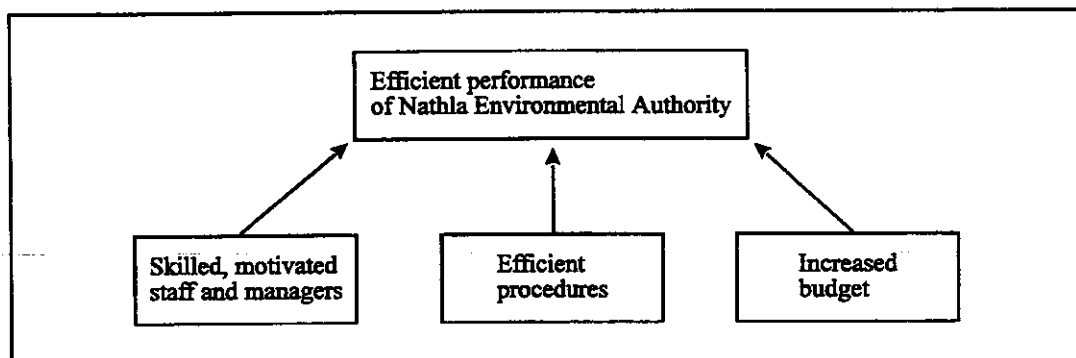 Efficient performance
of Nathla Environmental Authority
Skilled, motivated
staff and managers
Efficient
procedures
Increased
budget